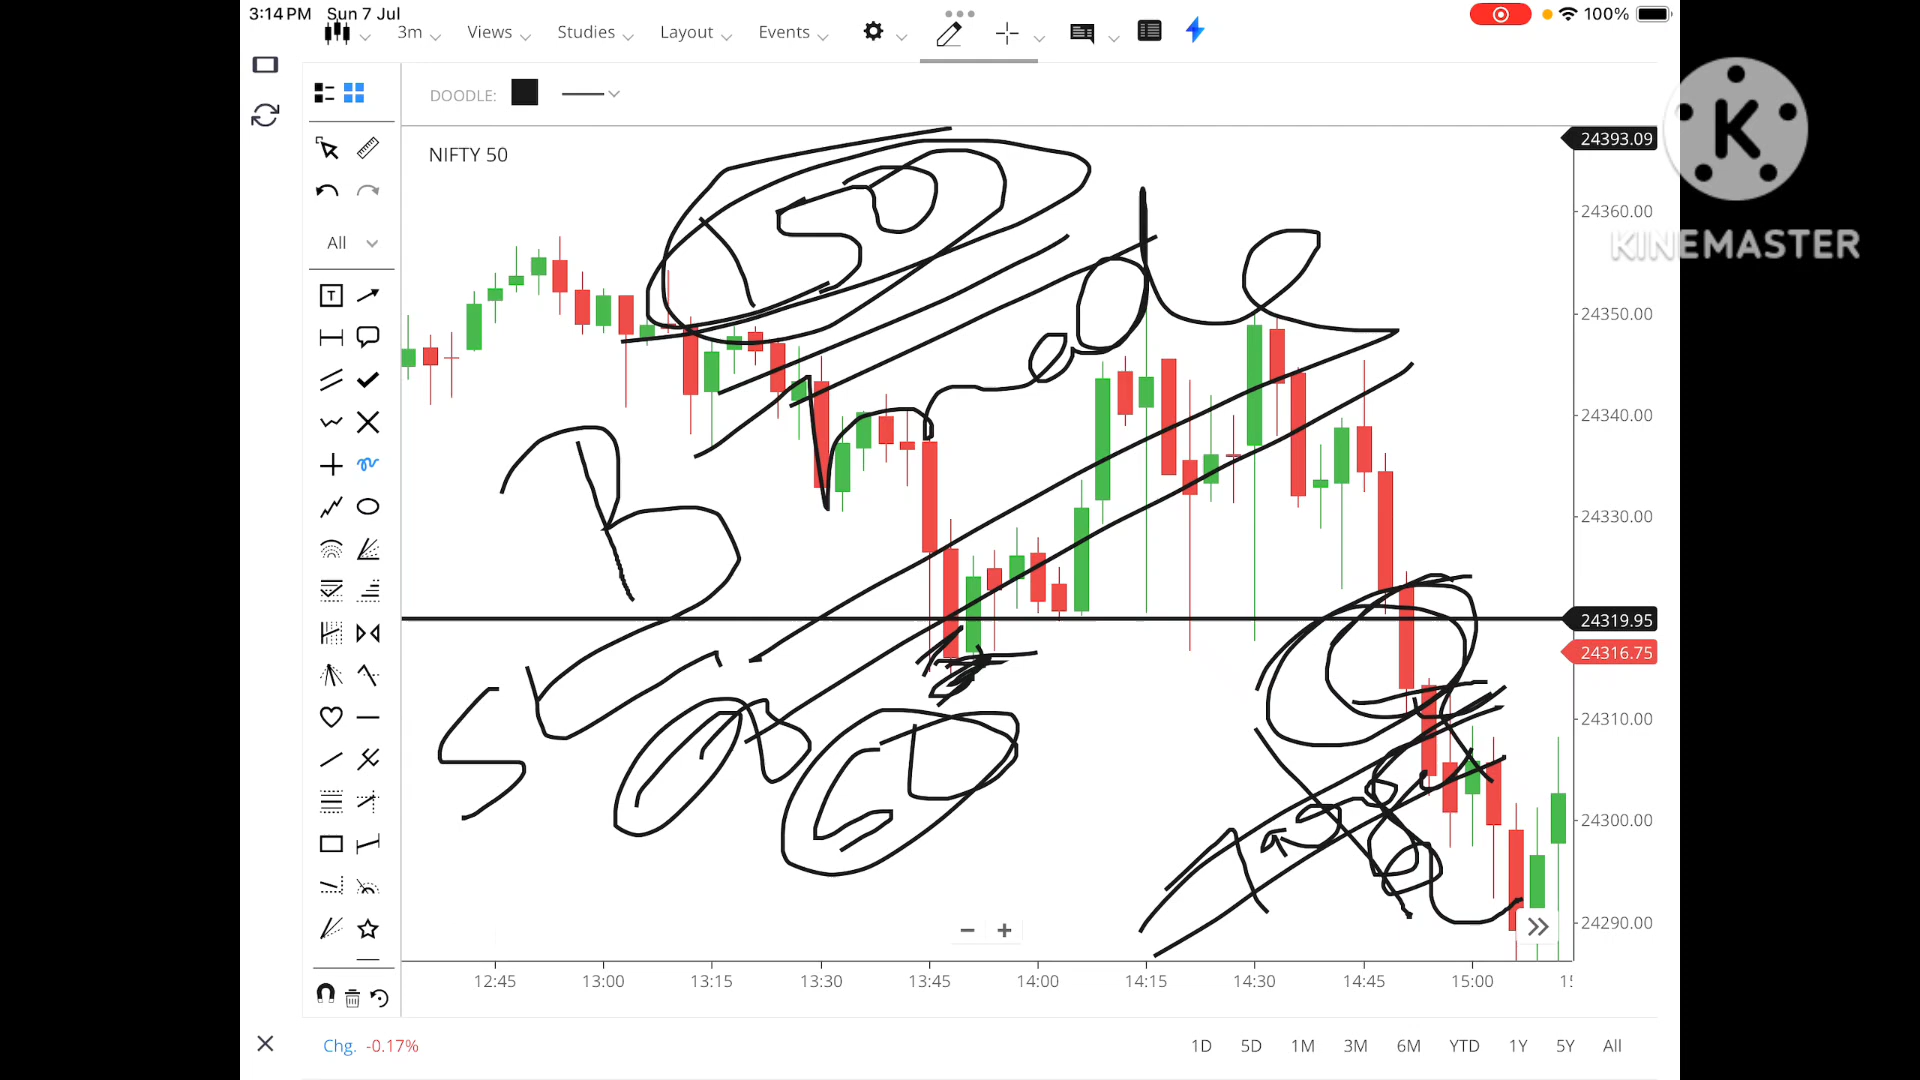 3:14 PM Sun 7 Jul
100%
3m Views Studies Layout Events
DOODLE:
K
KINEMASTER
All
T
NIFTY 50
24393.09
24360.00
24350.00
24340.00
24330.00
24319.95
24316.75
24310.00
24300.00
24290.00
150
Trade
− +
12:45 13:00 13:15 13:30 13:45 14:00 14:15 14:30 14:45 15:00
Chg. -0.17%
1D 5D 1M 3M 6M YTD 1Y 5Y All